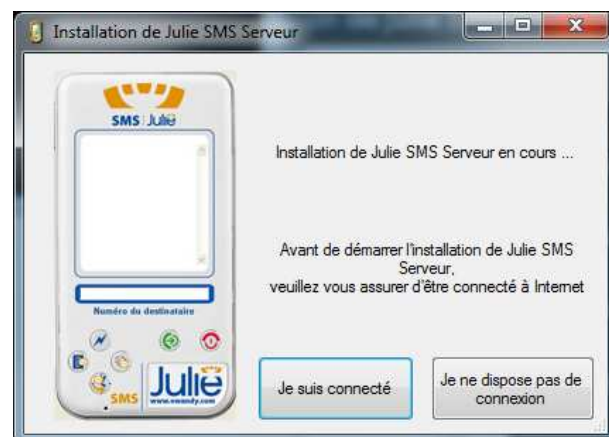 Installation de Julie SMS Serveur
SMS Julie
Numéro du destinataire
SMS
Julie
www.owandy.com
Installation de Julie SMS Serveur en cours ...
Avant de démarrer l'installation de Julie SMS
Serveur,
veuillez vous assurer d'être connecté à Internet
Je suis connecté
Je ne dispose pas de
connexion